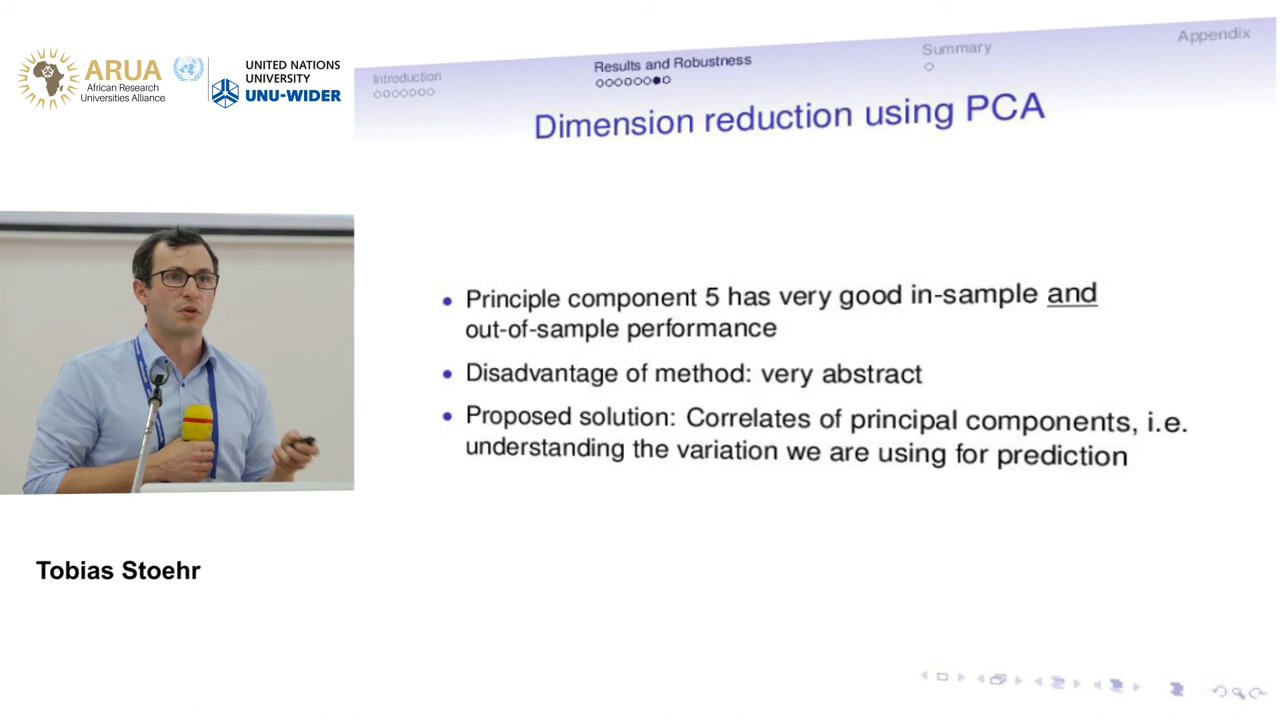 ARUA
African Research
Universities Alliance
UNITED NATIONS
UNIVERSITY
UNU-WIDER
Introduction
Results and Robustness
Summary
Appendix
Dimension reduction using PCA
• Principle component 5 has very good in-sample and
out-of-sample performance
• Disadvantage of method: very abstract
• Proposed solution: Correlates of principal components, i.e.
understanding the variation we are using for prediction
Tobias Stoehr